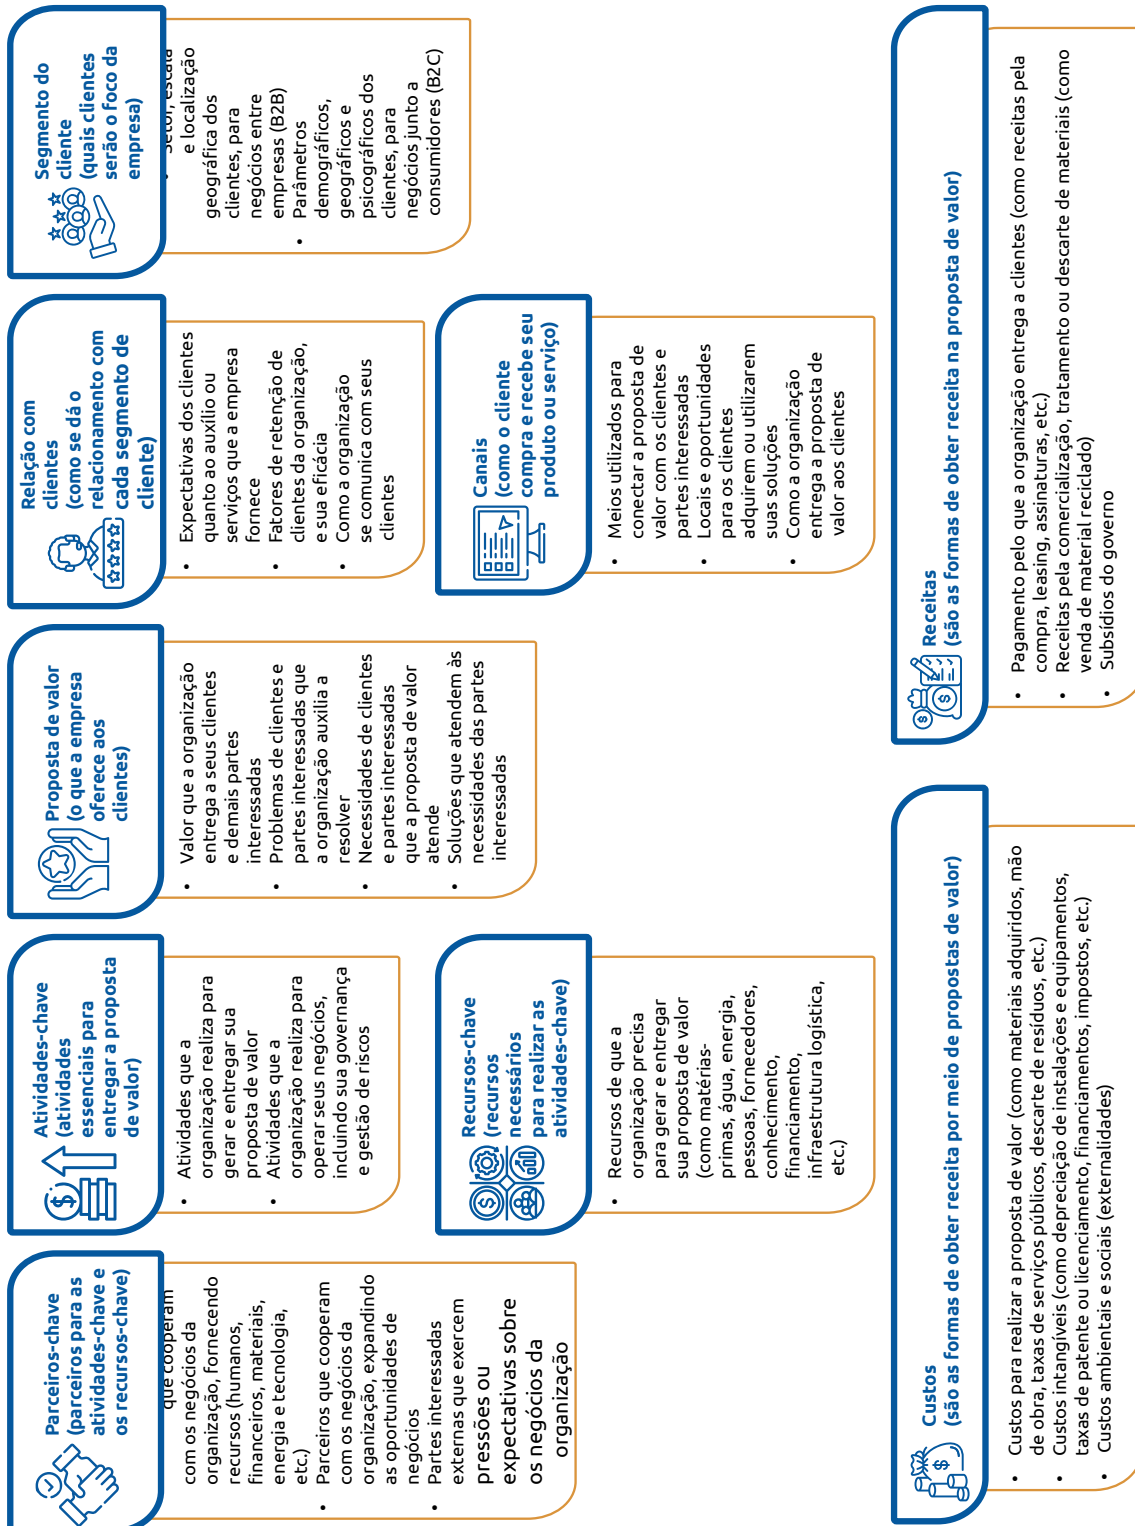 Parceiros-chave
(parceiros para as
atividades-chave e
os recursos-chave)
que cooperam
com os negócios da
organização, fornecendo
recursos (humanos,
financeiros, materiais,
energia e tecnologia,
etc.)
• Parceiros que cooperam
com os negócios da
organização, expandindo
as oportunidades de
negócios
• Partes interessadas
externas que exercem
pressões ou
expectativas sobre
os negócios da
organização
Atividades-chave
(atividades
essenciais para
entregar a proposta
de valor)
• Atividades que a
organização realiza para
gerar e entregar sua
proposta de valor
• Atividades que a
organização realiza para
operar seus negócios,
incluindo sua governança
e gestão de riscos
Recursos-chave
(recursos
necessários
para realizar as
atividades-chave)
• Recursos de que a
organização precisa
para gerar e entregar
sua proposta de valor
(como matérias-
primas, água, energia,
pessoas, fornecedores,
conhecimento,
financiamento,
infraestrutura logística,
etc.)
Proposta de valor
(o que a empresa
oferece aos
clientes)
• Valor que a organização
entrega a seus clientes
e demais partes
interessadas
• Problemas de clientes e
partes interessadas que
a organização auxilia a
resolver
• Necessidades de clientes
e partes interessadas
que a proposta de valor
atende
• Soluções que atendem às
necessidades das partes
interessadas
Relação com
clientes
(como se dá o
relacionamento com
cada segmento de
cliente)
• Expectativas dos clientes
quanto ao auxílio ou
serviços que a empresa
fornece
• Fatores de retenção de
clientes da organização,
e sua eficácia
• Como a organização
se comunica com seus
clientes
Canais
(como o cliente
compra e recebe seu
produto ou serviço)
• Meios utilizados para
conectar a proposta de
valor com os clientes e
partes interessadas
• Locais e oportunidades
para os clientes
adquirem ou utilizarem
suas soluções
• Como a organização
entrega a proposta de
valor aos clientes
Segmento do
cliente
(quais clientes
serão o foco da
empresa)
• Setor, escala
e localização
geográfica dos
clientes, para
negócios entre
empresas (B2B)
• Parâmetros
demográficos,
geográficos e
psicográficos dos
clientes, para
negócios junto a
consumidores (B2C)
Custos
(são as formas de obter receita por meio de propostas de valor)
• Custos para realizar a proposta de valor (como materiais adquiridos, mão
de obra, taxas de serviços públicos, descarte de resíduos, etc.)
• Custos intangíveis (como depreciação de instalações e equipamentos,
taxas de patente ou licenciamento, financiamentos, impostos, etc.)
• Custos ambientais e sociais (externalidades)
Receitas
(são as formas de obter receita na proposta de valor)
• Pagamento pelo que a organização entrega a clientes (como receitas pela
compra, leasing, assinaturas, etc.)
• Receitas pela comercialização, tratamento ou descarte de materiais (como
venda de material reciclado)
• Subsídios do governo